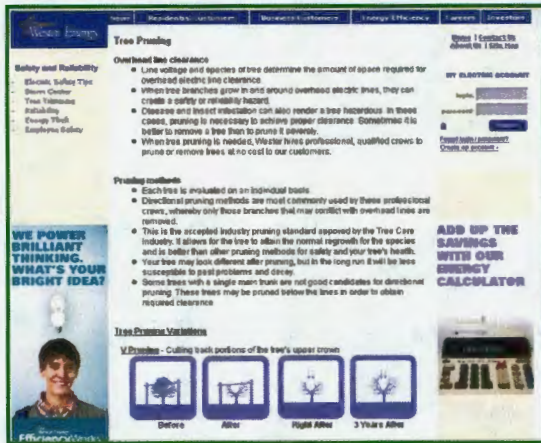 Home Residential Customers Business Customers Energy Efficiency Careers Investors
Westar Energy
Home | Contact Us
About Us | Site Map
Safety and Reliability
Electric Safety Tips
Storm Center
Tree Trimming
Reliability
Energy Theft
Employee Safety
Tree Pruning
Overhead line clearance
Line voltage and species of tree determine the amount of space required for
overhead electric line clearance.
When tree branches grow in and around overhead electric lines, they can
create a safety or reliability hazard.
Disease and insect infestation can also render a tree hazardous. In these
cases, pruning is necessary to achieve proper clearance. Sometimes it is
better to remove a tree than to prune it severely.
When tree pruning is needed, Westar hires professional, qualified crews to
prune or remove trees at no cost to our customers.
Pruning methods
Each tree is evaluated on an individual basis.
Directional pruning methods are most commonly used by these professional
crews, whereby only those branches that may conflict with overhead lines are
removed.
This is the accepted industry pruning standard approved by the Tree Care
Industry. It allows for the tree to attain the normal regrowth for the species
and is better than other pruning methods for safety and your tree's health.
Your tree may look different after pruning, but in the long run it will be less
susceptible to pest problems and decay.
Some trees with a single main trunk are not good candidates for directional
pruning. These trees may be pruned below the lines in order to obtain
required clearance.
Tree Pruning Variations
V Pruning - Cutting back portions of the tree's upper crown
Before After Right After 3 Years After
MY ELECTRIC ACCOUNT
login:
password:
Forgot login / password?
WE POWER
BRILLIANT
THINKING.
WHAT'S YOUR
BRIGHT IDEA?
EfficiencyWorks
ADD UP THE
SAVINGS
WITH OUR
ENERGY
CALCULATOR